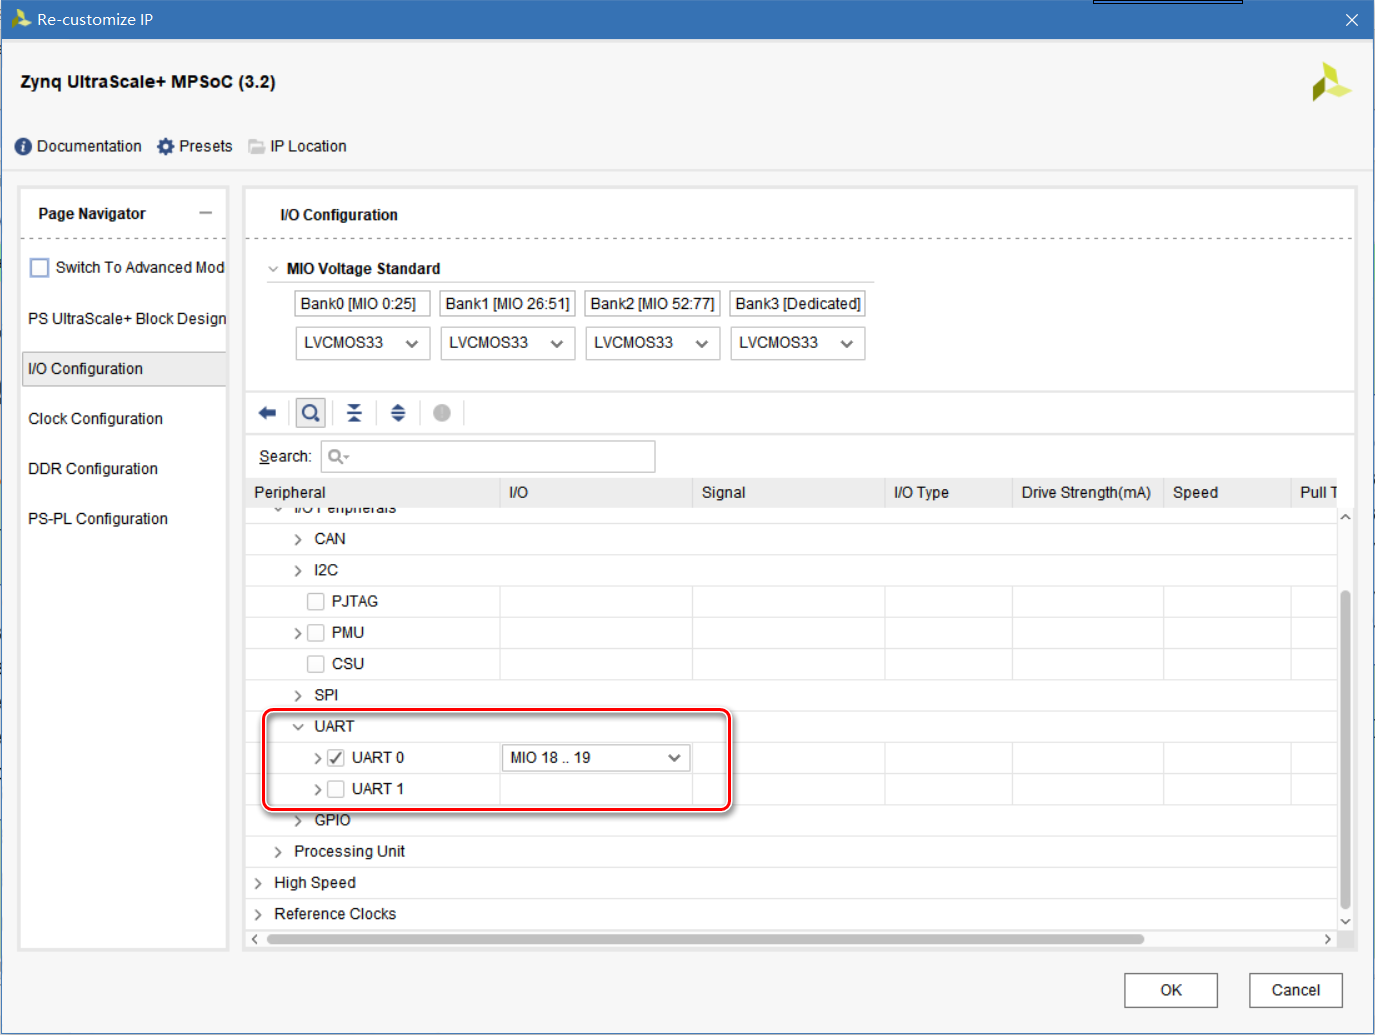 Re-customize IP
Zynq UltraScale+ MPSoC (3.2)
Documentation Presets IP Location
Page Navigator
Switch To Advanced Mod
PS UltraScale+ Block Design
I/O Configuration
Clock Configuration
DDR Configuration
PS-PL Configuration
I/O Configuration
MIO Voltage Standard
Bank0 [MIO 0:25] Bank1 [MIO 26:51] Bank2 [MIO 52:77] Bank3 [Dedicated]
LVCMOS33 LVCMOS33 LVCMOS33 LVCMOS33
Search:
Peripheral I/O Signal I/O Type Drive Strength(mA) Speed Pull T
I/O Peripherals
CAN
I2C
PJTAG
PMU
CSU
SPI
UART
UART 0 MIO 18 .. 19
UART 1
GPIO
Processing Unit
High Speed
Reference Clocks
OK Cancel